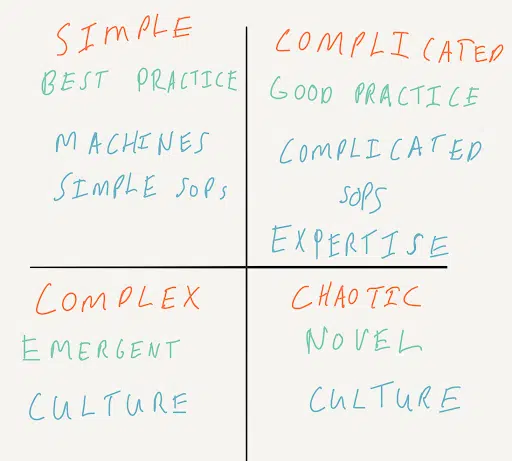 SIMPLE
BEST PRACTICE
MACHINES
SIMPLE SOPs
COMPLICATED
GOOD PRACTICE
COMPLICATED
SOPS
EXPERTISE
COMPLEX
EMERGENT
CULTURE
CHAOTIC
NOVEL
CULTURE